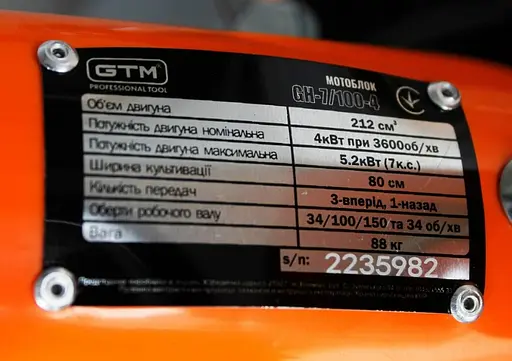 GTM
PROFESSIONAL TOOL
МОТОБЛОК
GH-7/100-4
Об'єм двигуна 212 см³
Потужність двигуна номінальна 4кВт при 3600об/хв
Потужність двигуна максимальна 5.2кВт (7к.с.)
Ширина культивації 80 см
Кількість передач 3-вперід, 1-назад
Оберти робочого валу 34/100/150 та 34 об/хв
Вага 88 кг
s/n: 2235982